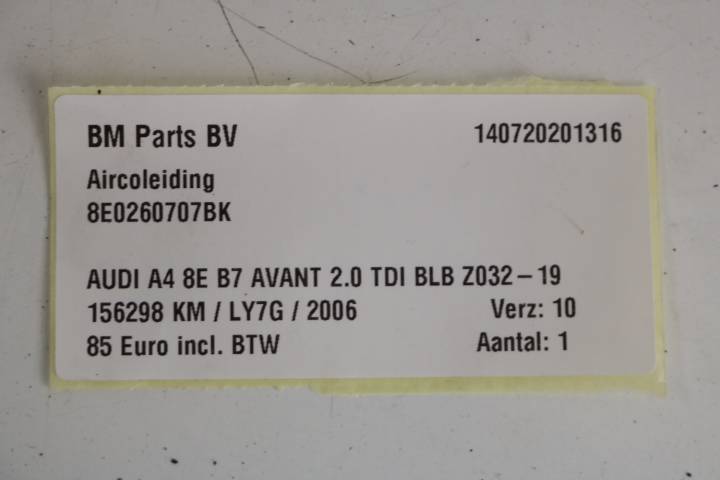 BM Parts BV 140720201316
Aircoleiding
8E0260707BK
AUDI A4 8E B7 AVANT 2.0 TDI BLB Z032-19
156298 KM / LY7G / 2006 Verz: 10
85 Euro incl. BTW Aantal: 1